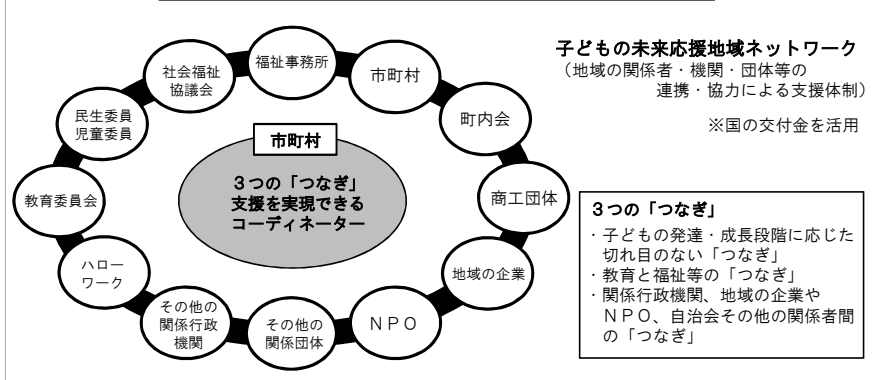 子どもの未来応援地域ネットワーク
（地域の関係者・機関・団体等の
連携・協力による支援体制）
※国の交付金を活用
福祉事務所
市町村
町内会
商工団体
地域の企業
ＮＰＯ
その他の
関係団体
その他の
関係行政
機関
ハロー
ワーク
教育委員会
民生委員
児童委員
社会福祉
協議会
市町村
３つの「つなぎ」
支援を実現できる
コーディネーター
３つの「つなぎ」
・子どもの発達・成長段階に応じた
切れ目のない「つなぎ」
・教育と福祉等の「つなぎ」
・関係行政機関、地域の企業や
ＮＰＯ、自治会その他の関係者間
の「つなぎ」